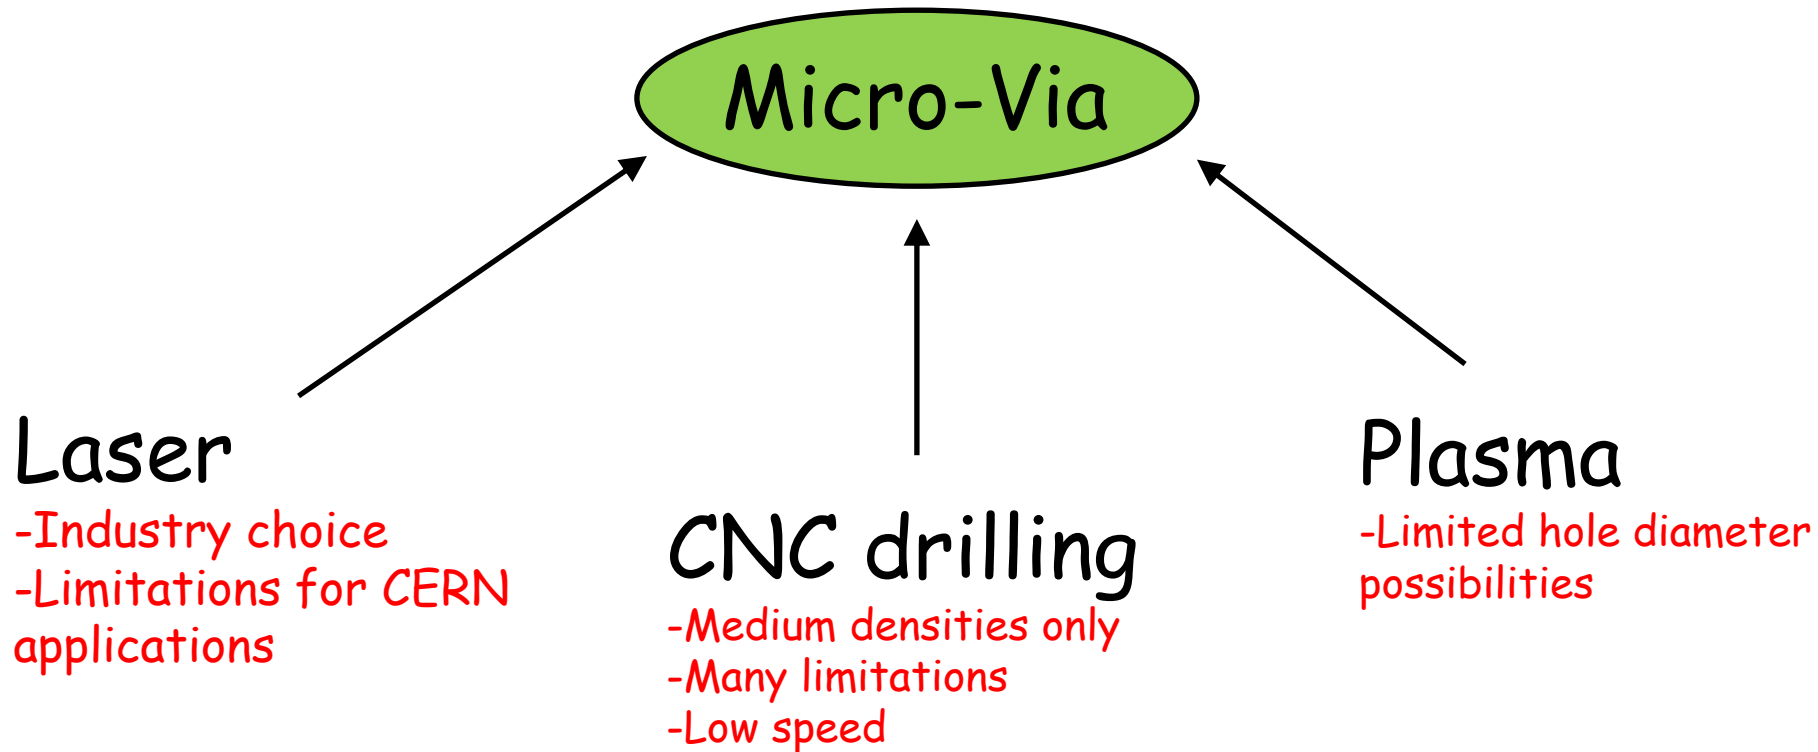 Micro-Via
Laser
-Industry choice
-Limitations for CERN
applications
CNC drilling
-Medium densities only
-Many limitations
-Low speed
Plasma
-Limited hole diameter
possibilities